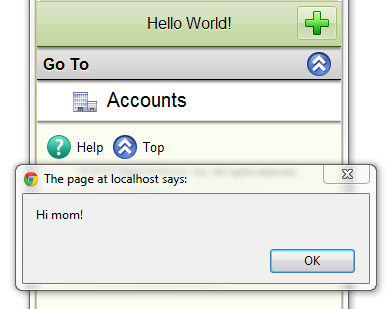 Hello World!
Go To
Accounts
Help
Top
The page at localhost says:
Hi mom!
OK